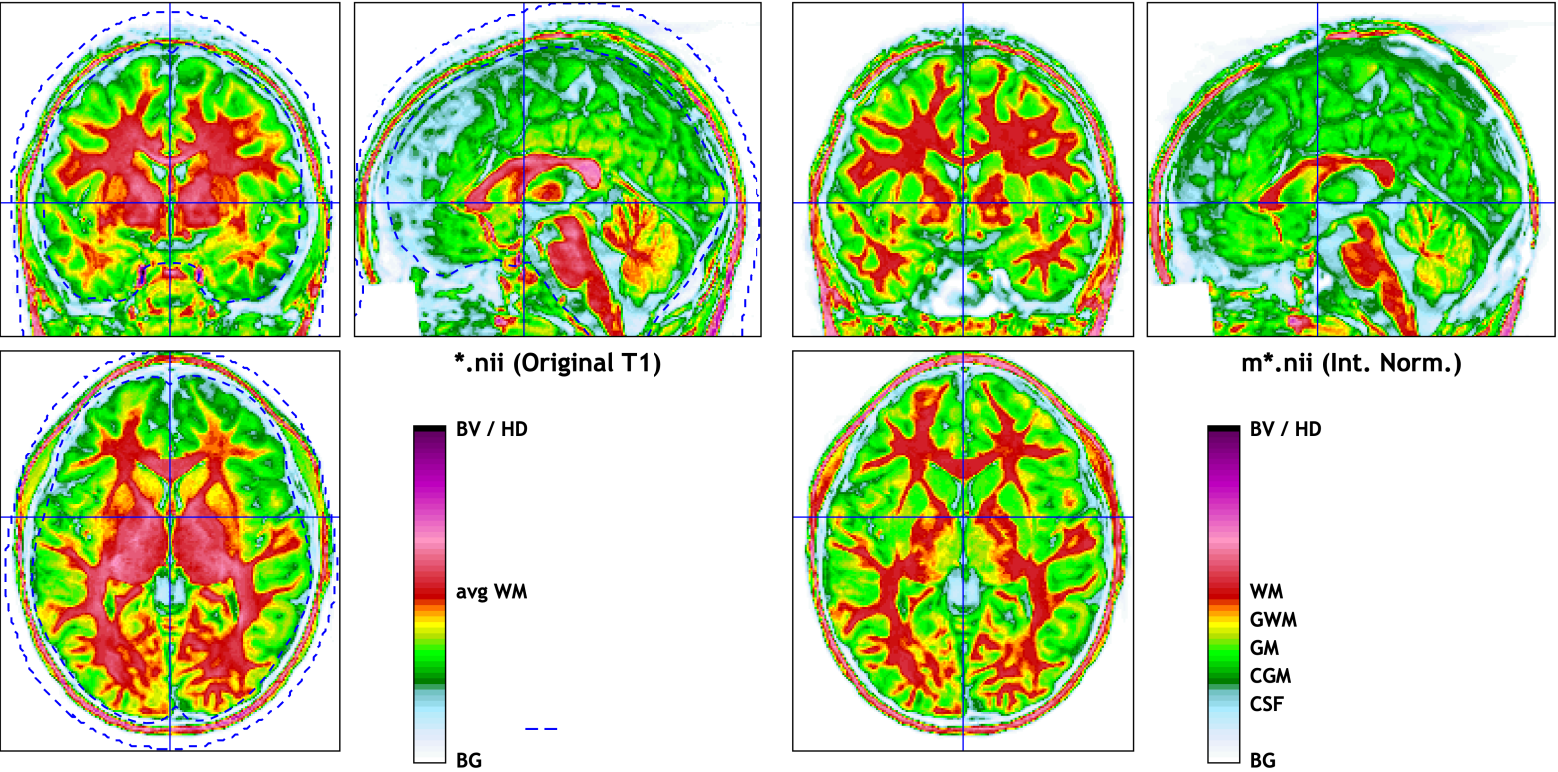 *.nii (Original T1)
BV / HD
avg WM
BG
m*.nii (Int. Norm.)
BV / HD
WM
GWM
GM
CGM
CSF
BG